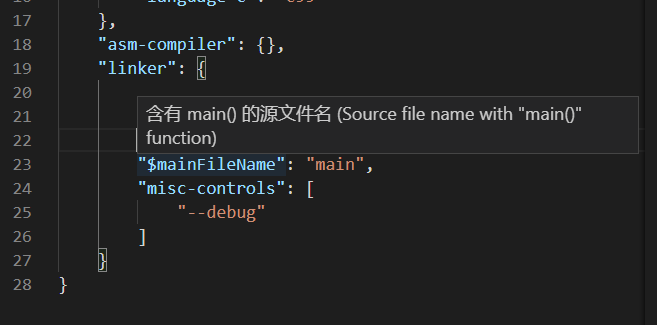 17 },
18 "asm-compiler": {},
19 "linker": {
20
21
含有 main() 的源文件名 (Source file name with "main()"
22
function)
23 "$mainFileName": "main",
24 "misc-controls": [
25 "--debug"
26 ]
27 }
28 }